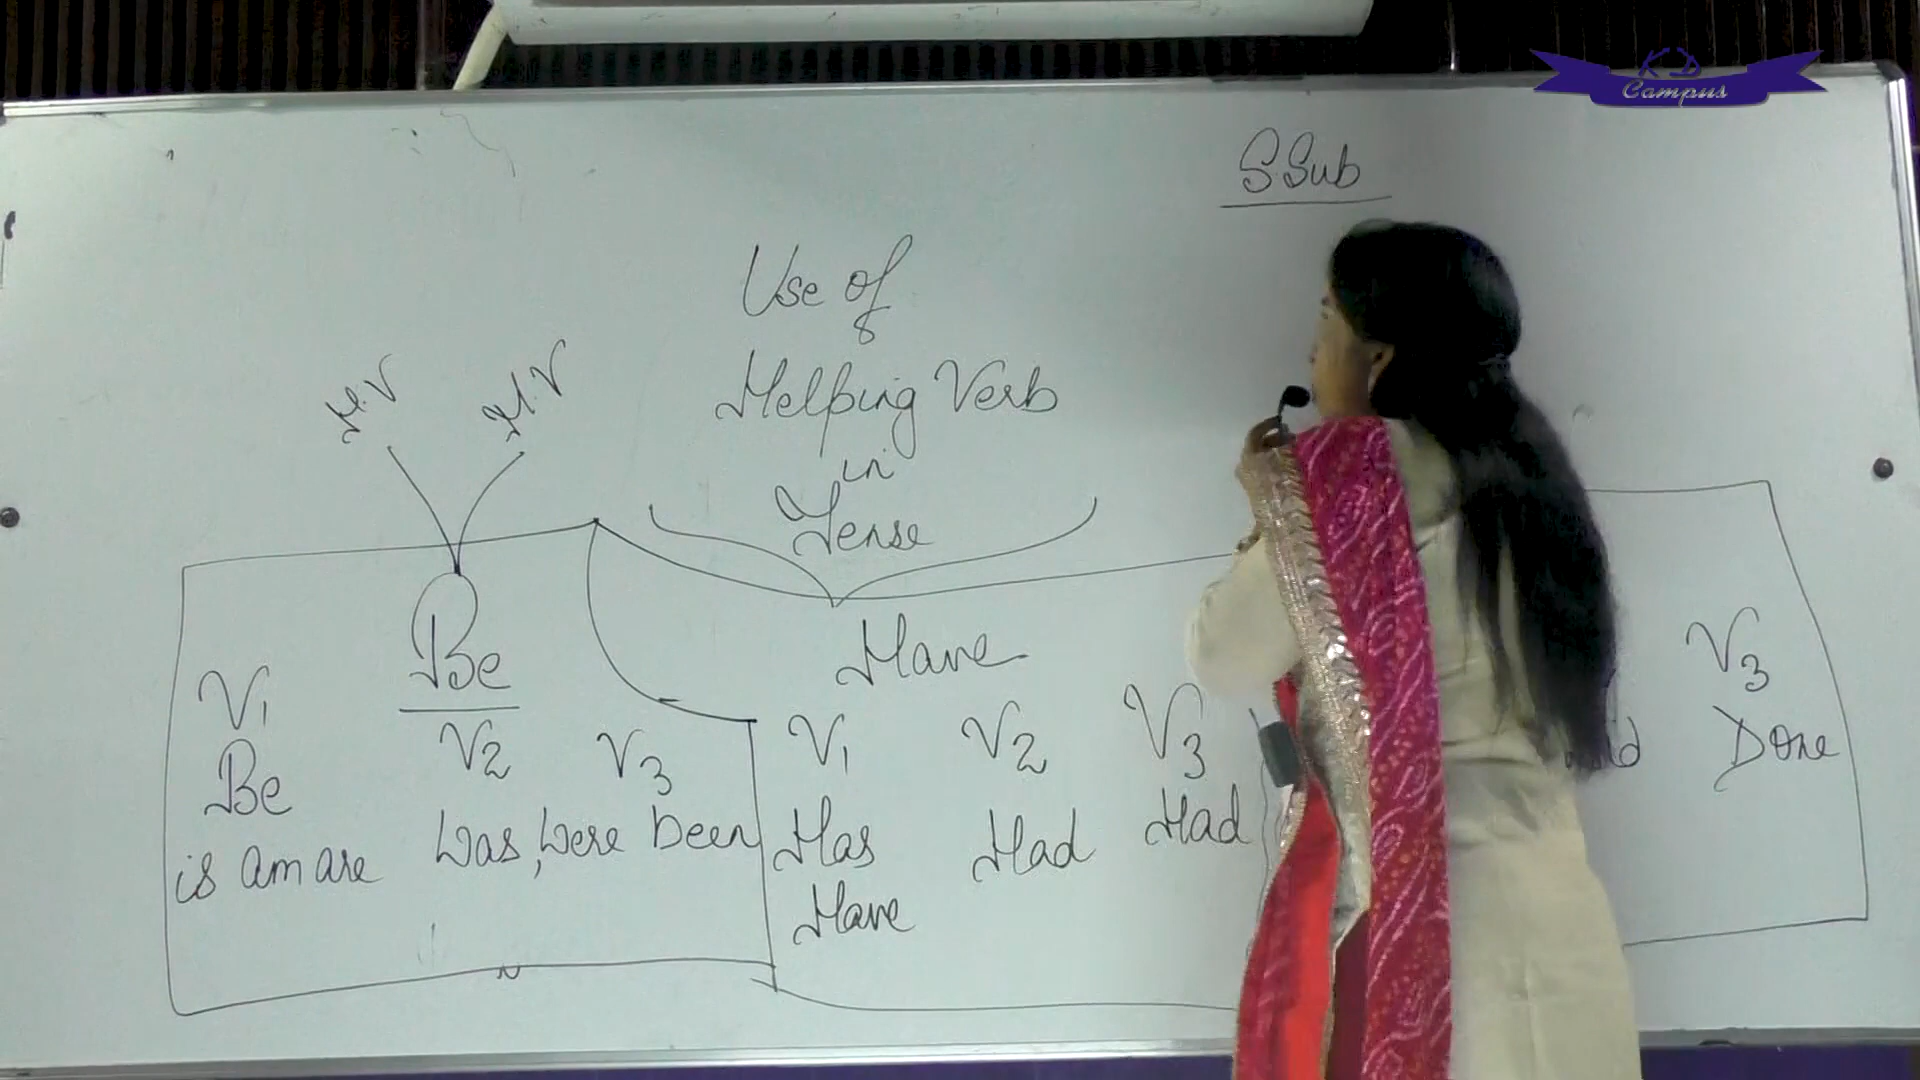 KD
Campus
S.Sub
Use of
Helping Verb
in
Tense
M.V H.V
Be
V1 V2 V3
Be
is am are was, were been
Have
V1 V2 V3
Has Had Had
Have
V3
Done